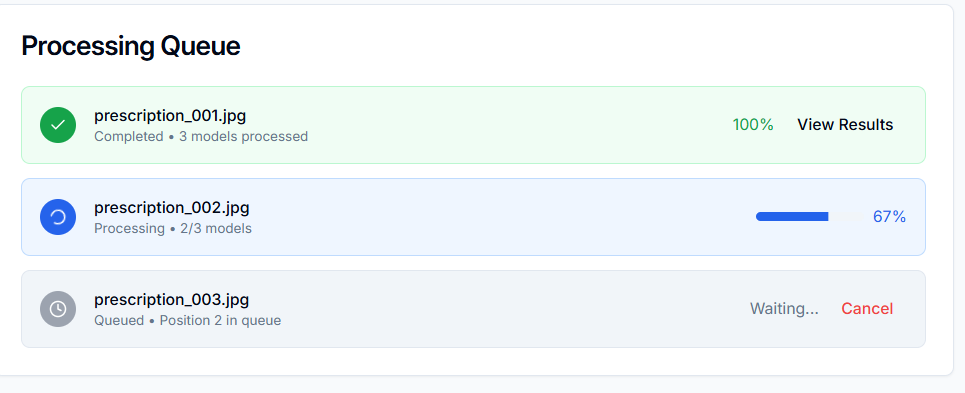 Processing Queue
prescription_001.jpg
Completed • 3 models processed
100% View Results
prescription_002.jpg
Processing • 2/3 models
67%
prescription_003.jpg
Queued • Position 2 in queue
Waiting... Cancel